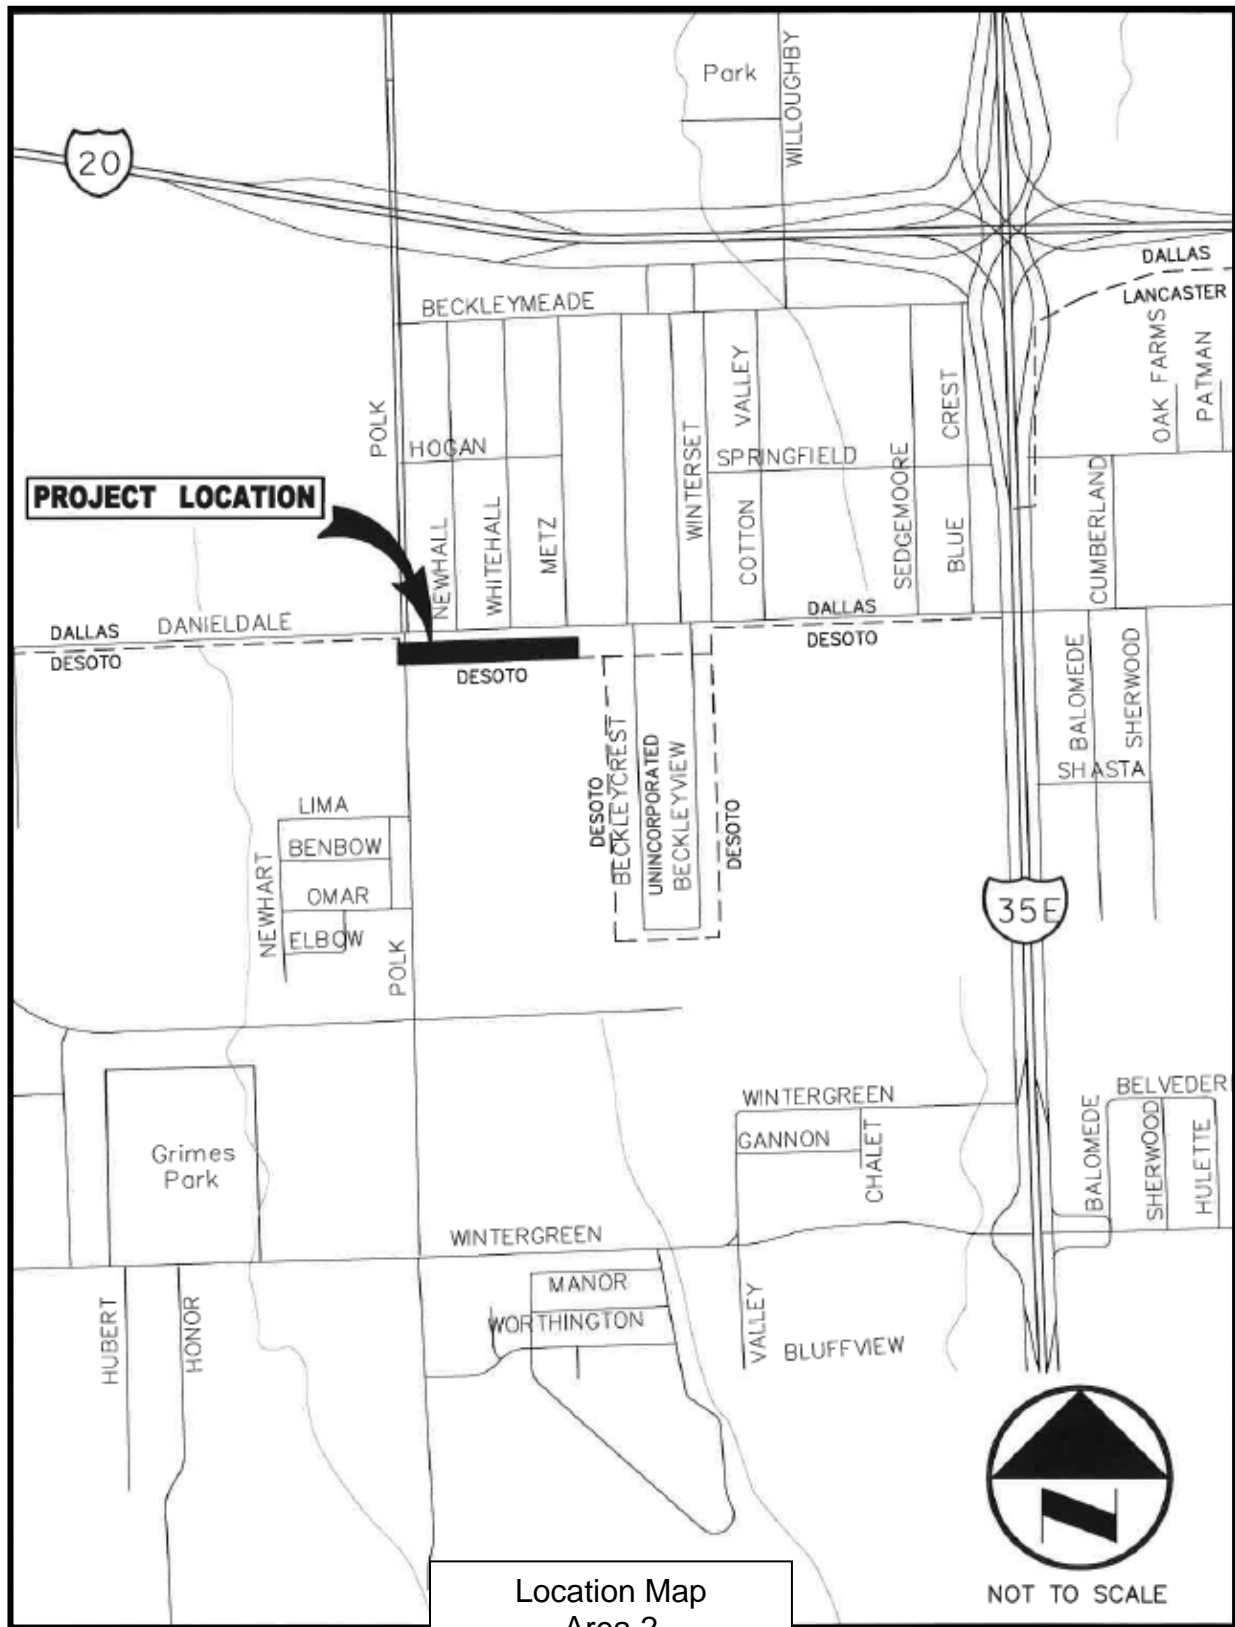 Park
WILLOUGHBY
20
DALLAS
LANCASTER
BECKLEYMEADE
OAK FARMS
PATMAN
POLK
HOGAN
WINTERSET
VALLEY
COTTON
SPRINGFIELD
SEDGEMOORE
CREST
BLUE
CUMBERLAND
PROJECT LOCATION
NEWHALL
WHITEHALL
METZ
DALLAS
DANIELDALE
DESOTO
DESOTO
DALLAS
DESOTO
BALOMEDE
SHERWOOD
SHASTA
DESOTO
BECKLEYCREST
UNINCORPORATED
BECKLEYVIEW
DESOTO
LIMA
BENBOW
OMAR
ELBOW
NEWHART
POLK
35E
WINTERGREEN
GANNON
CHALET
BELVEDER
BALOMEDE
SHERWOOD
HULETTE
Grimes
Park
WINTERGREEN
MANOR
WORTHINGTON
HUBERT
HONOR
VALLEY
BLUFFVIEW
N
NOT TO SCALE
Location Map
Area 2